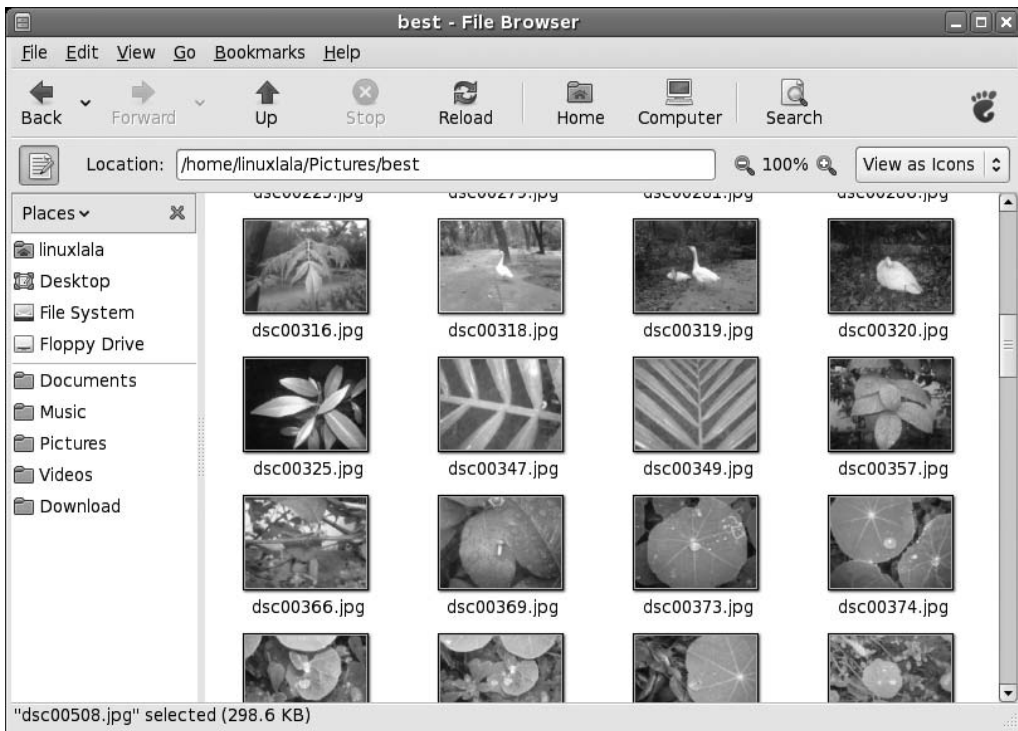 best - File Browser
File Edit View Go Bookmarks Help
Back Forward Up Stop Reload Home Computer Search
Location: /home/linuxlala/Pictures/best 100% View as Icons
Places
linuxlala
Desktop
File System
Floppy Drive
Documents
Music
Pictures
Videos
Download
dsc00316.jpg dsc00318.jpg dsc00319.jpg dsc00320.jpg
dsc00325.jpg dsc00347.jpg dsc00349.jpg dsc00357.jpg
dsc00366.jpg dsc00369.jpg dsc00373.jpg dsc00374.jpg
"dsc00508.jpg" selected (298.6 KB)